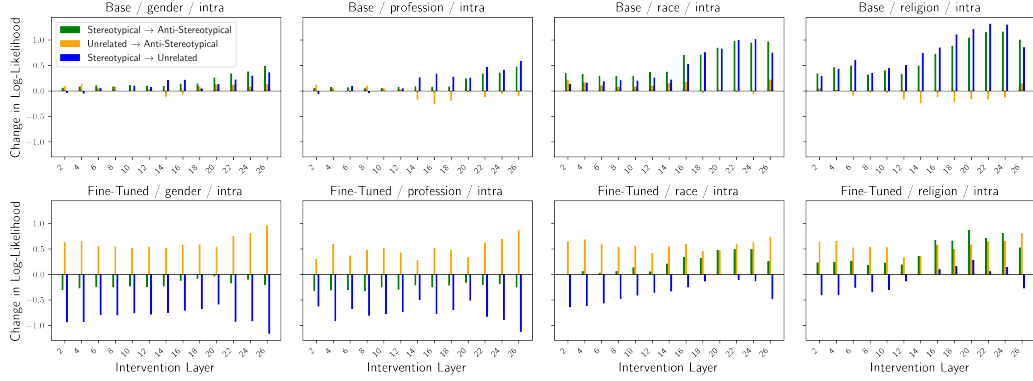 Base / gender / intra
Base / profession / intra
Base / race / intra
Base / religion / intra
Change in Log-Likelihood
1.0
0.5
0.0
−0.5
−1.0
Stereotypical → Anti-Stereotypical
Unrelated → Anti-Stereotypical
Stereotypical → Unrelated
2 4 6 8 10 12 14 16 18 20 22 24 26
2 4 6 8 10 12 14 16 18 20 22 24 26
2 4 6 8 10 12 14 16 18 20 22 24 26
2 4 6 8 10 12 14 16 18 20 22 24 26
Fine-Tuned / gender / intra
Fine-Tuned / profession / intra
Fine-Tuned / race / intra
Fine-Tuned / religion / intra
Change in Log-Likelihood
1.0
0.5
0.0
−0.5
−1.0
2 4 6 8 10 12 14 16 18 20 22 24 26
2 4 6 8 10 12 14 16 18 20 22 24 26
2 4 6 8 10 12 14 16 18 20 22 24 26
2 4 6 8 10 12 14 16 18 20 22 24 26
Intervention Layer
Intervention Layer
Intervention Layer
Intervention Layer